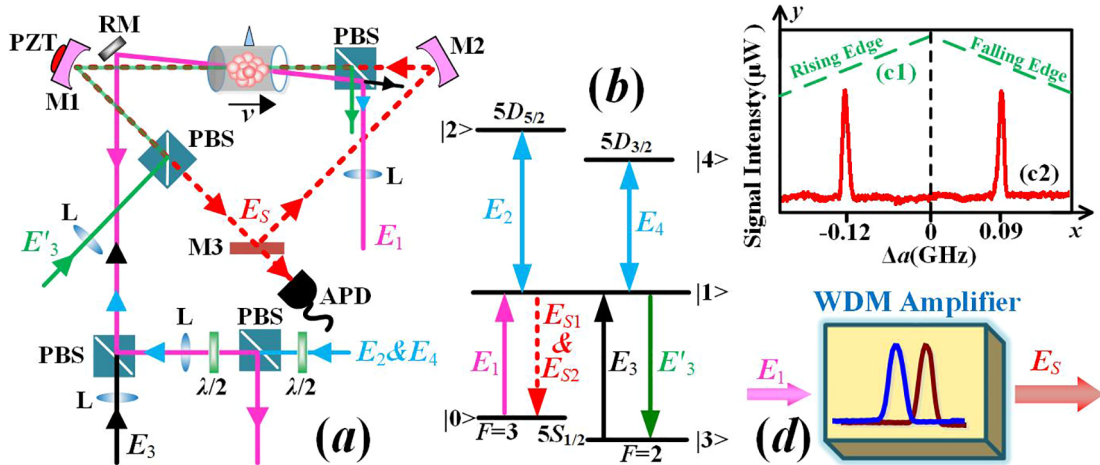 RM
PZT
PBS
M2
M1
v
PBS
L
L
E'3
ES
E1
M3
APD
L
PBS
PBS
λ/2
λ/2
E2&E4
L
E3
(a)
(b)
5D5/2
|2>
5D3/2
|4>
E2
E4
|1>
E1
ES1
&
ES2
E3
E'3
|0>
F=3
5S1/2
|3>
F=2
y
Rising Edge
Falling Edge
(c1)
(c2)
Signal Intensty(μW)
-0.12
0
0.09
x
Δa(GHz)
WDM Amplifier
E1
ES
(d)